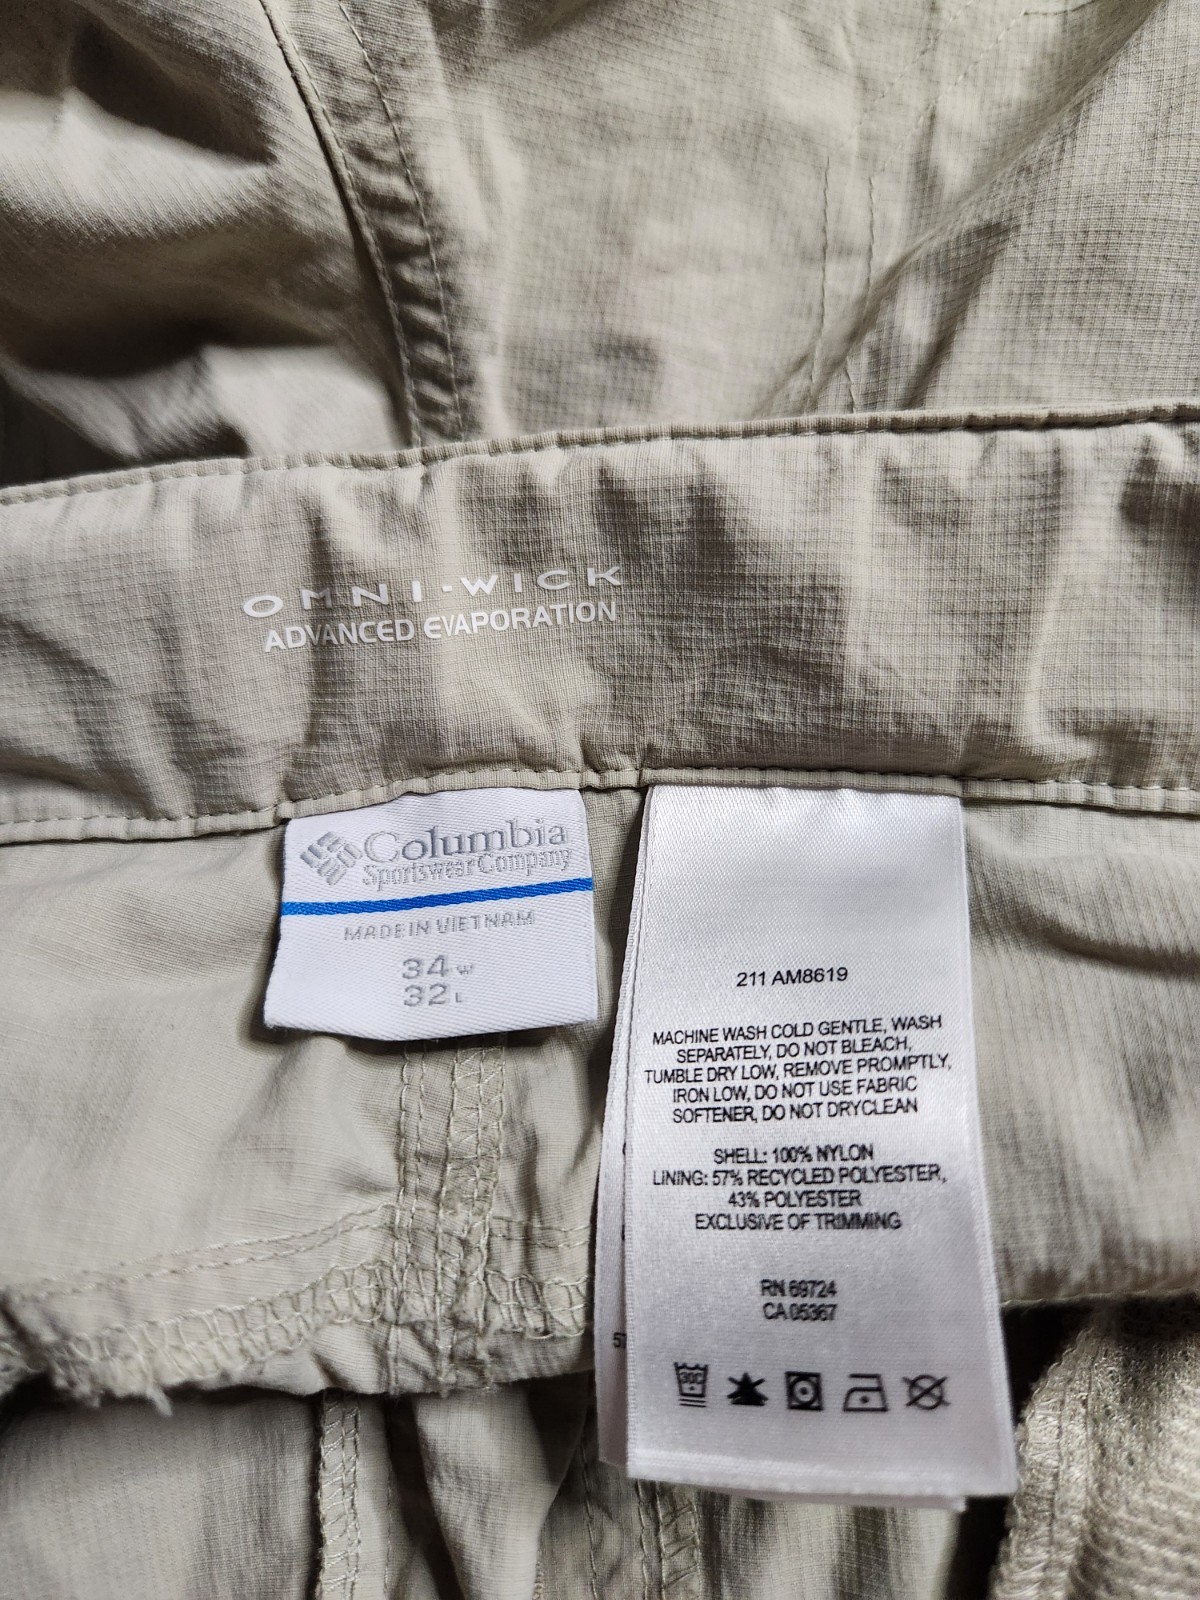 OMNI-WICK
ADVANCED EVAPORATION
Columbia
Sportswear Company
MADE IN VIETNAM
34 W
32 L
211 AM8619
MACHINE WASH COLD GENTLE, WASH
SEPARATELY, DO NOT BLEACH,
TUMBLE DRY LOW, REMOVE PROMPTLY,
IRON LOW, DO NOT USE FABRIC
SOFTENER, DO NOT DRYCLEAN
SHELL: 100% NYLON
LINING: 57% RECYCLED POLYESTER,
43% POLYESTER
EXCLUSIVE OF TRIMMING
RN 69724
CA 05367
30C